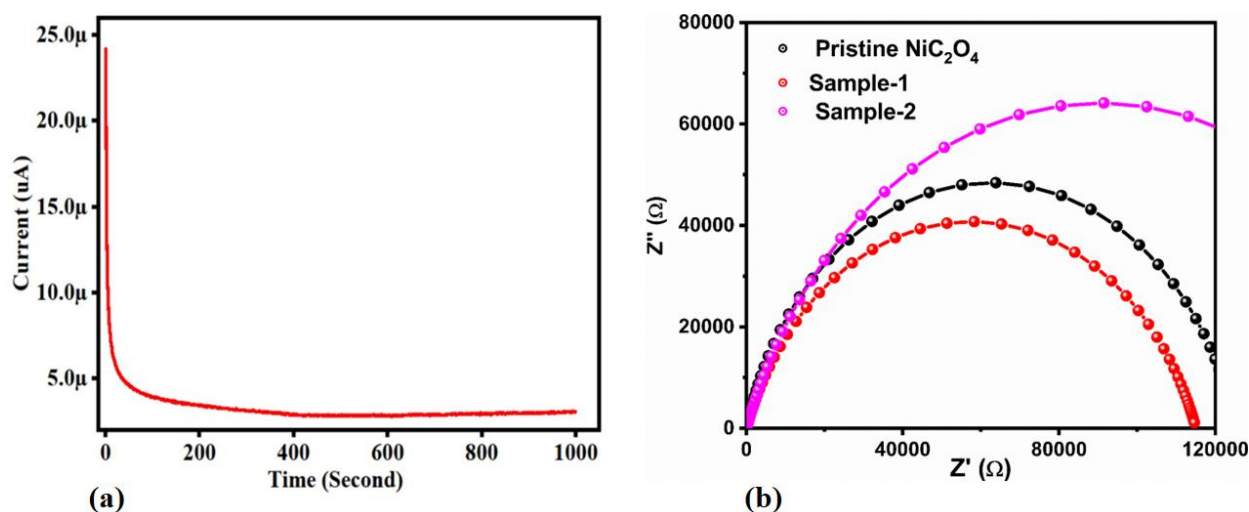 25.0μ
20.0μ
15.0μ
10.0μ
5.0μ
Current (uA)
0
200
400
600
800
1000
Time (Second)
(a)
80000
60000
40000
20000
0
Z'' (Ω)
Pristine NiC₂O₄
Sample-1
Sample-2
0
40000
80000
120000
Z' (Ω)
(b)